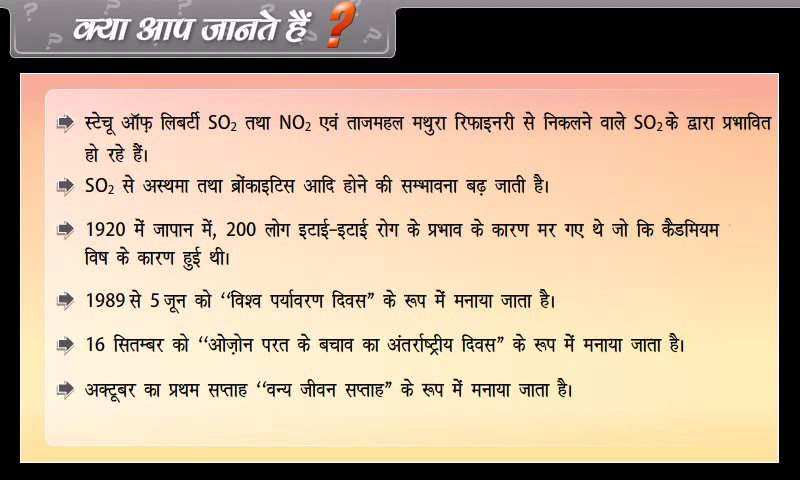 क्या आप जानते हैं ?
स्टेचू ऑफ़ लिबर्टी SO₂ तथा NO₂ एवं ताजमहल मथुरा रिफाइनरी से निकलने वाले SO₂ के द्वारा प्रभावित
हो रहे हैं।
SO₂ से अस्थमा तथा ब्रोंकाइटिस आदि होने की सम्भावना बढ़ जाती है।
1920 में जापान में, 200 लोग इटाई-इटाई रोग के प्रभाव के कारण मर गए थे जो कि कैडमियम
विष के कारण हुई थी।
1989 से 5 जून को ‘‘विश्व पर्यावरण दिवस” के रूप में मनाया जाता है।
16 सितम्बर को ‘‘ओज़ोन परत के बचाव का अंतर्राष्ट्रीय दिवस” के रूप में मनाया जाता है।
अक्टूबर का प्रथम सप्ताह ‘‘वन्य जीवन सप्ताह” के रूप में मनाया जाता है।